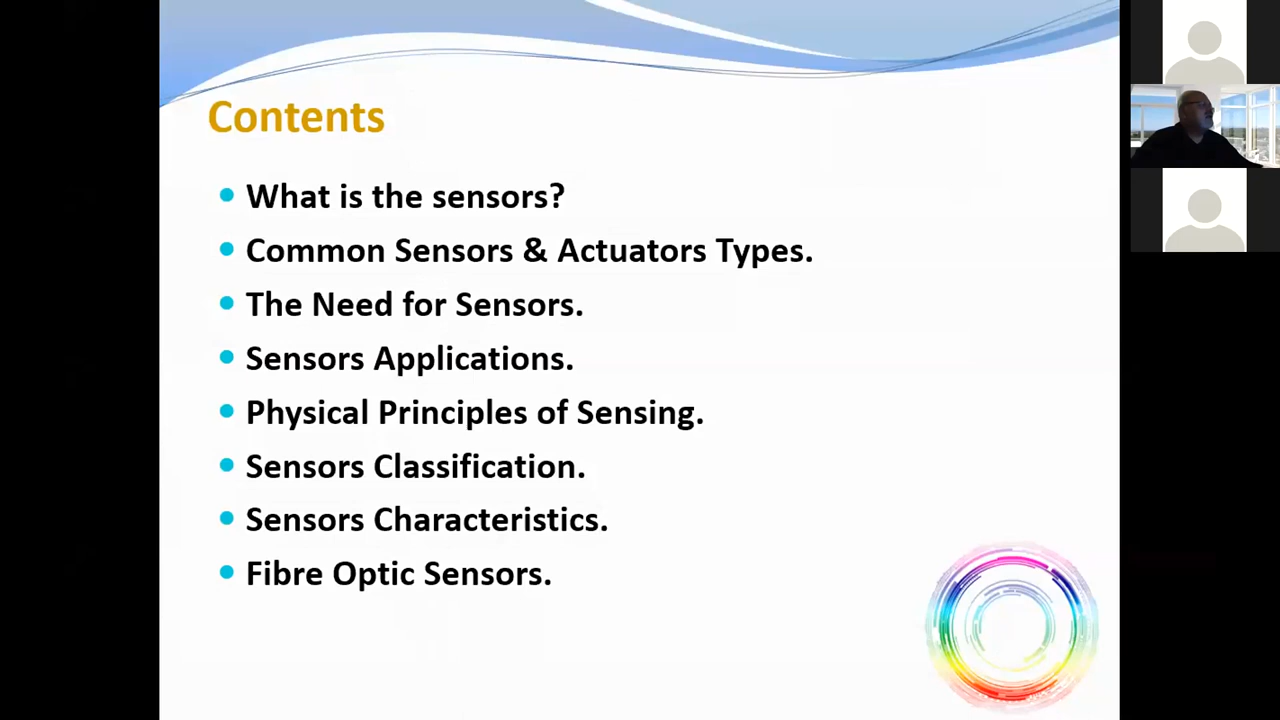 Contents
What is the sensors?
Common Sensors & Actuators Types.
The Need for Sensors.
Sensors Applications.
Physical Principles of Sensing.
Sensors Classification.
Sensors Characteristics.
Fibre Optic Sensors.